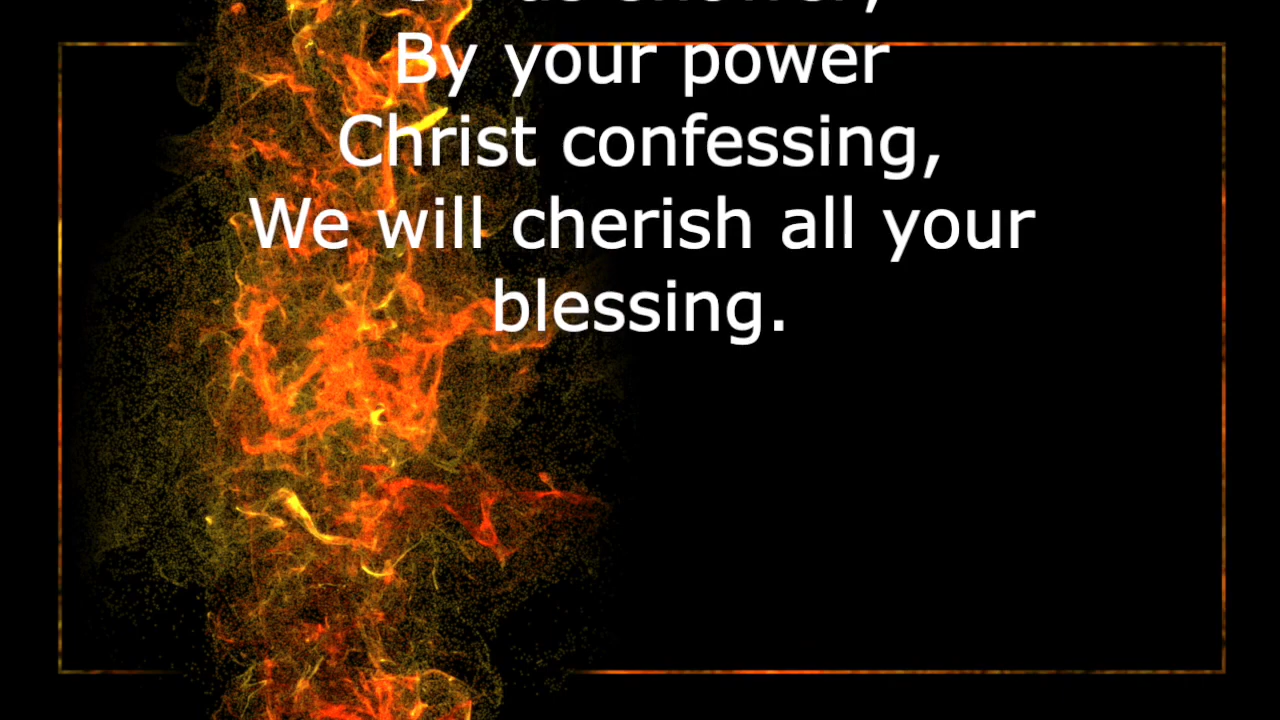 By your power
Christ confessing,
We will cherish all your
blessing.